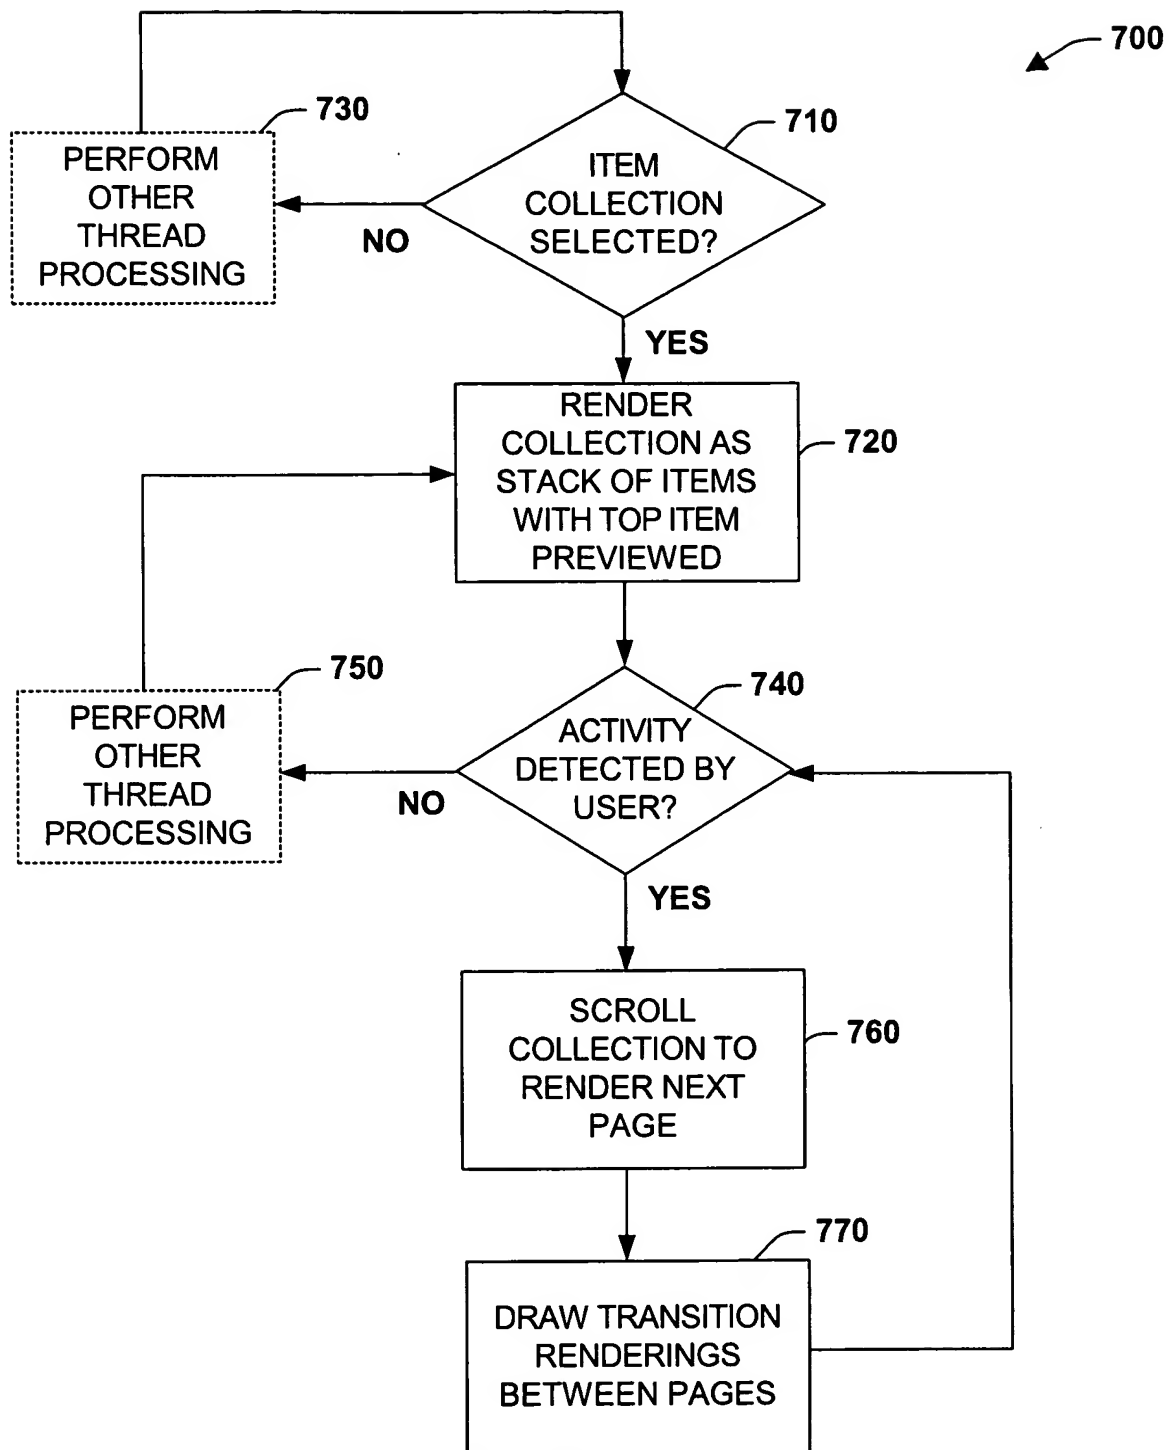 700
730
PERFORM
OTHER
THREAD
PROCESSING
710
ITEM
COLLECTION
SELECTED?
NO
YES
RENDER
COLLECTION AS
STACK OF ITEMS
WITH TOP ITEM
PREVIEWED
720
750
PERFORM
OTHER
THREAD
PROCESSING
740
ACTIVITY
DETECTED BY
USER?
NO
YES
SCROLL
COLLECTION TO
RENDER NEXT
PAGE
760
770
DRAW TRANSITION
RENDERINGS
BETWEEN PAGES